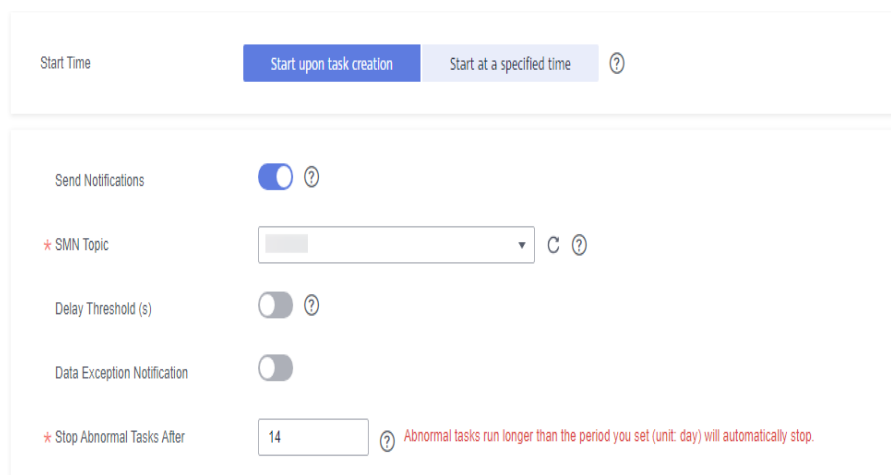 Start Time Start upon task creation Start at a specified time ?
Send Notifications ?
* SMN Topic ?
Delay Threshold (s) ?
Data Exception Notification
* Stop Abnormal Tasks After 14 ? Abnormal tasks run longer than the period you set (unit: day) will automatically stop.